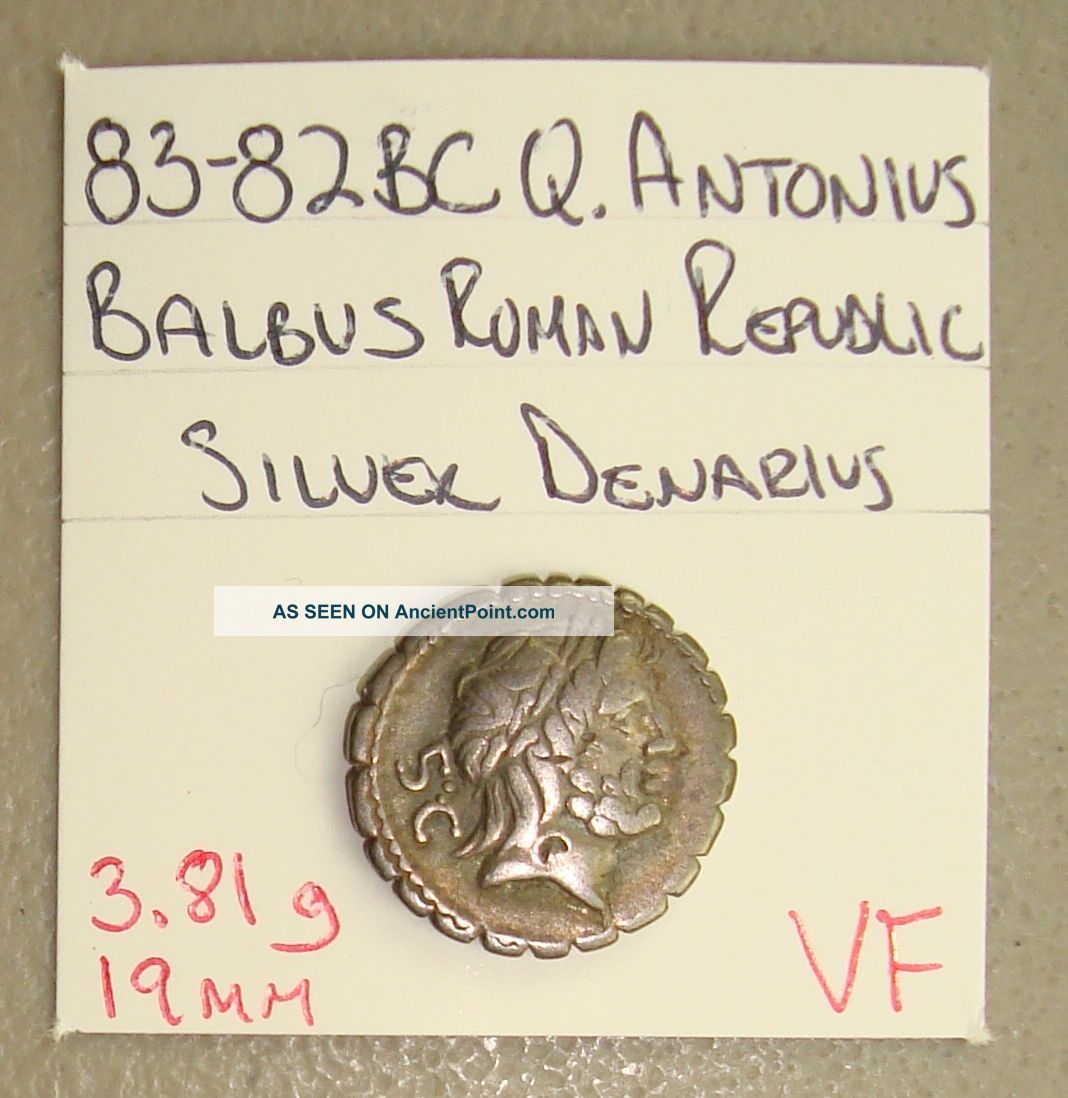 83-82BC Q. ANTONIUS
BALBUS ROMAN REPUBLIC
SILVER DENARIUS
AS SEEN ON AncientPoint.com
S·C
3.81g
19MM
VF